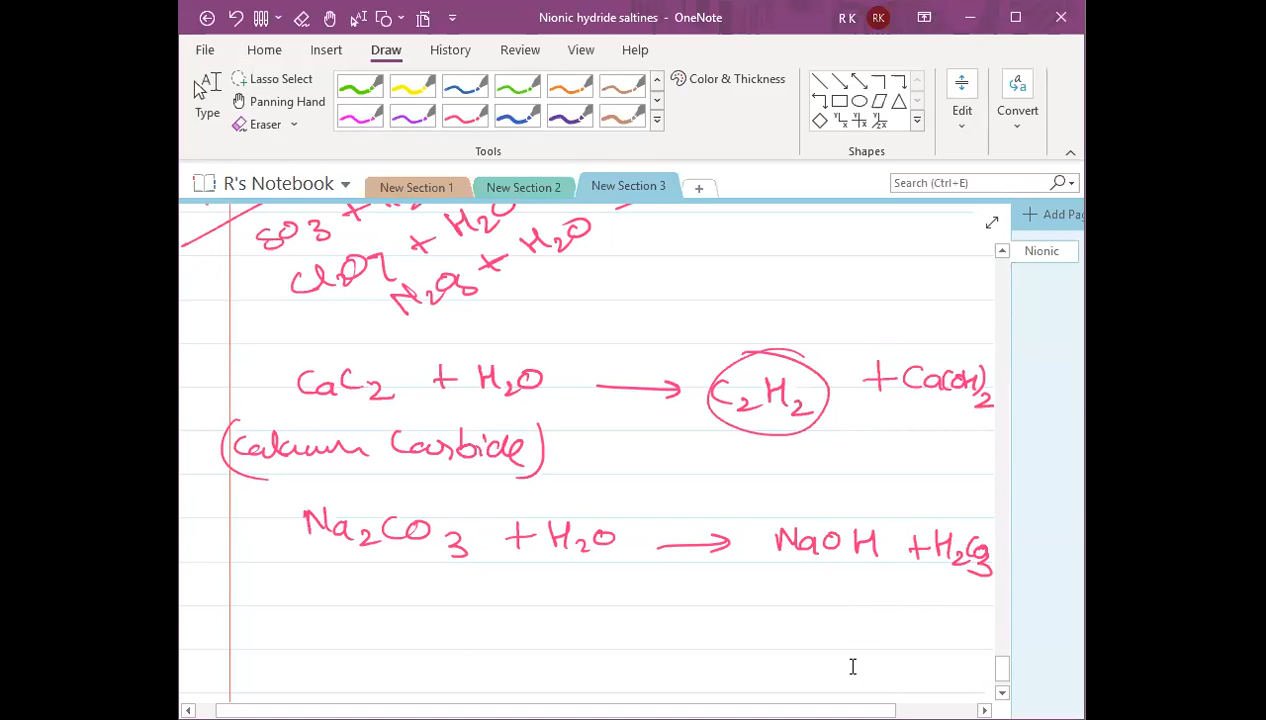 Nionic hydride saltines - OneNote
R K
RK
File Home Insert Draw History Review View Help
Type
Lasso Select
Panning Hand
Eraser
Color & Thickness
Edit
Convert
Tools
Shapes
R's Notebook
New Section 1
New Section 2
New Section 3
Search (Ctrl+E)
Add Pag
Nionic
SO3 + H2O
Cl2O7 + H2O
N2O5 +
CaC2 + H2O → C2H2 + Ca(OH)2
(Calcium Carbide)
Na2CO3 + H2O → NaOH + H2CO3